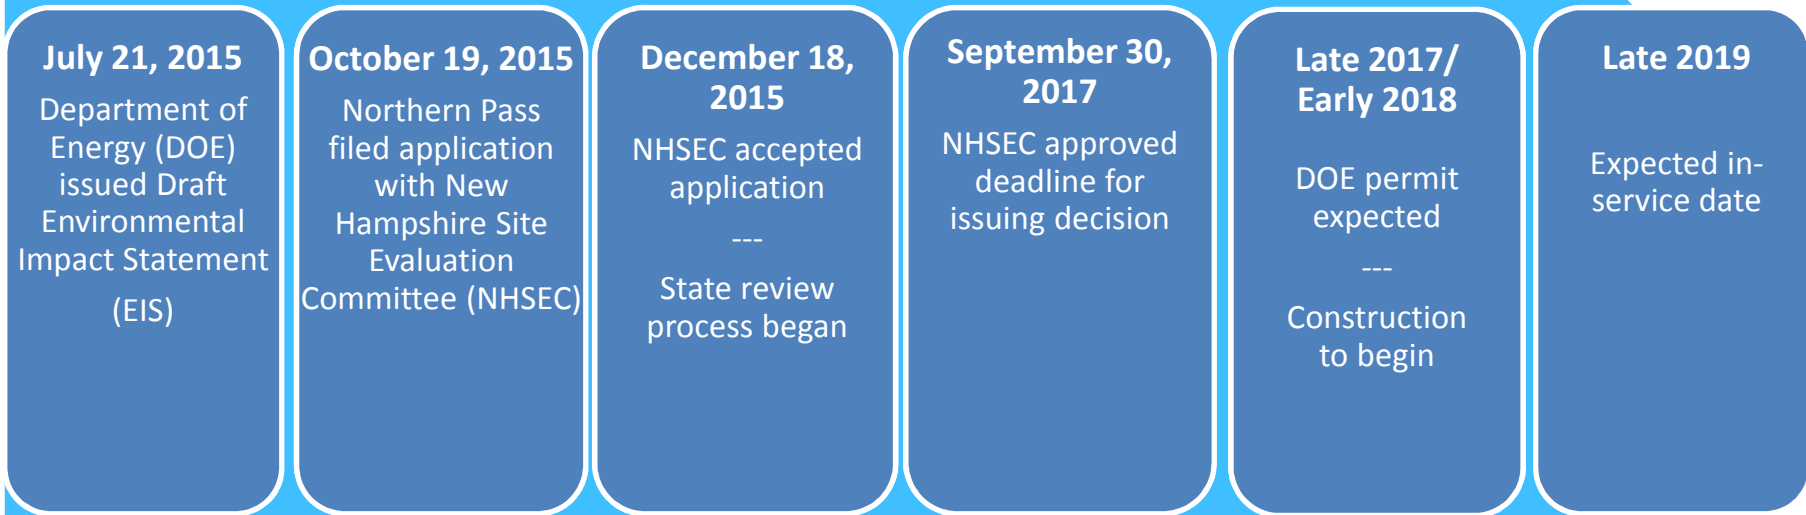 July 21, 2015
Department of
Energy (DOE)
issued Draft
Environmental
Impact Statement
(EIS)
October 19, 2015
Northern Pass
filed application
with New
Hampshire Site
Evaluation
Committee (NHSEC)
December 18,
2015
NHSEC accepted
application
---
State review
process began
September 30,
2017
NHSEC approved
deadline for
issuing decision
Late 2017/
Early 2018
DOE permit
expected
---
Construction
to begin
Late 2019
Expected in-
service date